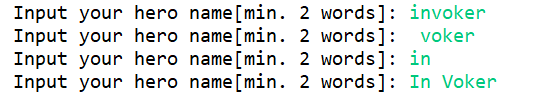 Input your hero name[min. 2 words]: invoker
Input your hero name[min. 2 words]:  voker
Input your hero name[min. 2 words]: in
Input your hero name[min. 2 words]: In Voker